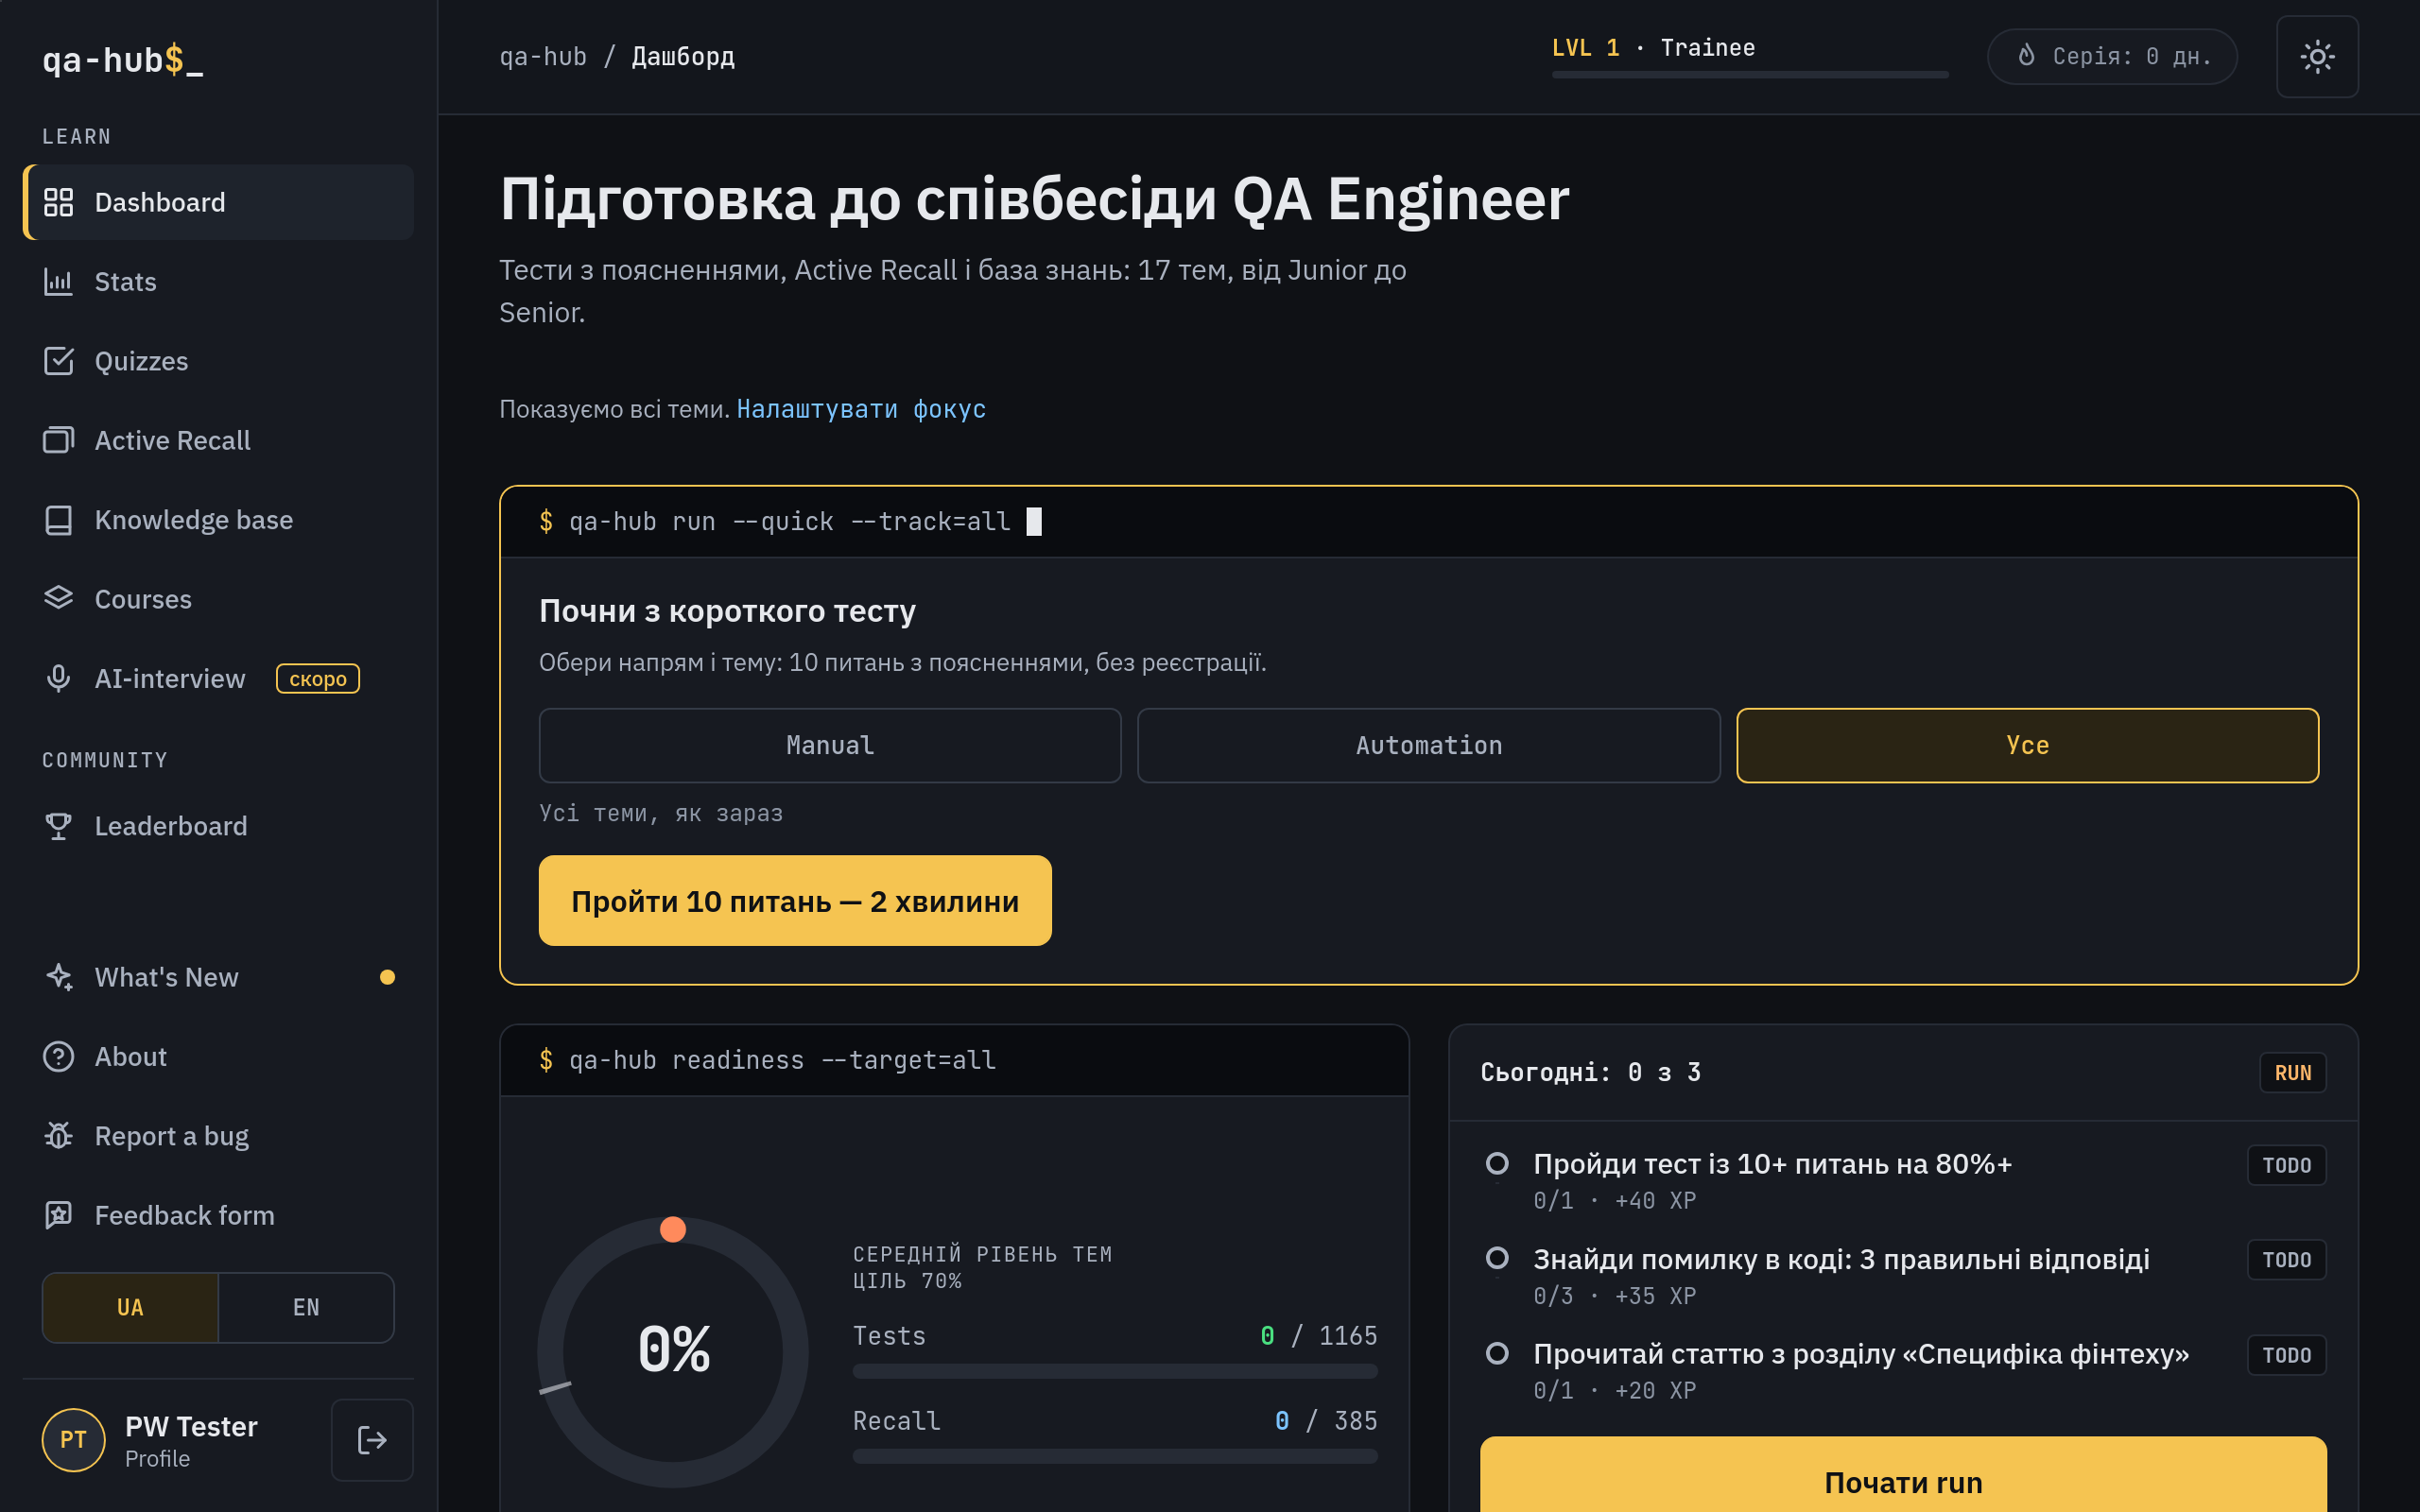 qa-hub$_
LEARN
Dashboard
Stats
Quizzes
Active Recall
Knowledge base
Courses
AI-interview скоро
COMMUNITY
Leaderboard
What's New
About
Report a bug
Feedback form
UA EN
PT PW Tester
Profile
qa-hub / Дашборд
LVL 1 · Trainee
Серія: 0 дн.
Підготовка до співбесіди QA Engineer
Тести з поясненнями, Active Recall і база знань: 17 тем, від Junior до
Senior.
Показуємо всі теми. Налаштувати фокус
$ qa-hub run --quick --track=all
Почни з короткого тесту
Обери напрям і тему: 10 питань з поясненнями, без реєстрації.
Manual Automation Усе
Усі теми, як зараз
Пройти 10 питань — 2 хвилини
$ qa-hub readiness --target=all
0%
СЕРЕДНІЙ РІВЕНЬ ТЕМ
ЦІЛЬ 70%
Tests 0 / 1165
Recall 0 / 385
Сьогодні: 0 з 3 RUN
Пройди тест із 10+ питань на 80%+ TODO
0/1 · +40 XP
Знайди помилку в коді: 3 правильні відповіді TODO
0/3 · +35 XP
Прочитай статтю з розділу «Специфіка фінтеху» TODO
0/1 · +20 XP
Почати run